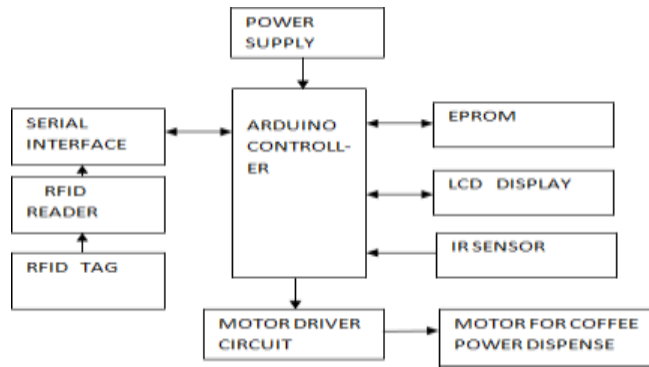 POWER
SUPPLY
SERIAL
INTERFACE
ARDUINO
CONTROLL-
ER
EPROM
RFID
READER
LCD DISPLAY
RFID TAG
IR SENSOR
MOTOR DRIVER
CIRCUIT
MOTOR FOR COFFEE
POWER DISPENSE